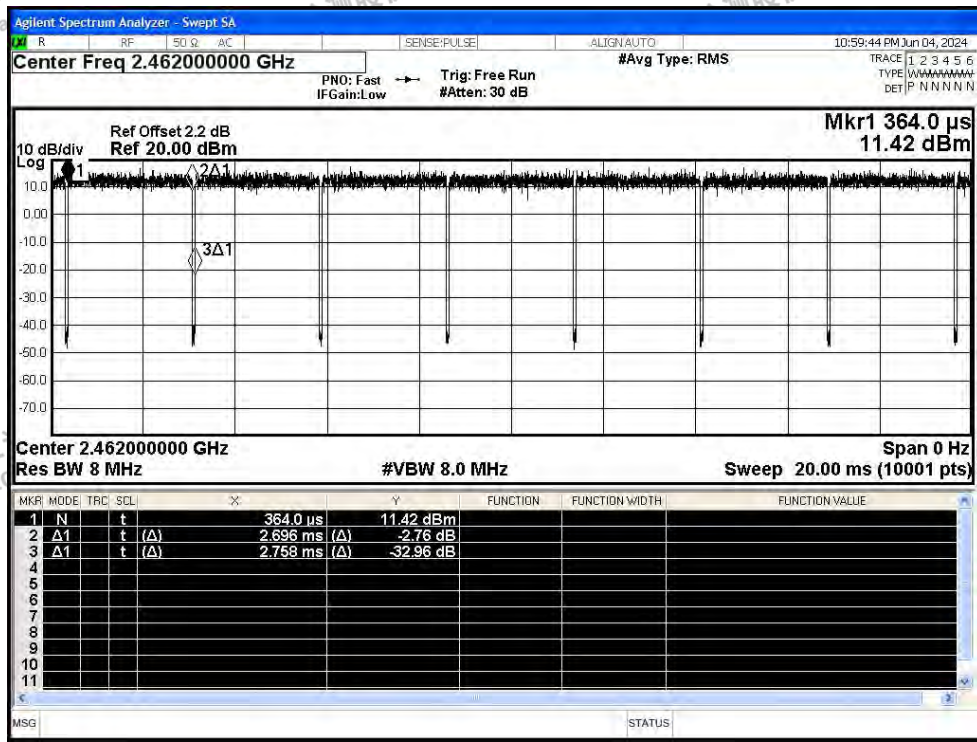 Agilent Spectrum Analyzer - Swept SA
LXI R RF 50 Ω AC SENSE:PULSE ALIGN AUTO 10:59:44 PM Jun 04, 2024
Center Freq 2.462000000 GHz #Avg Type: RMS TRACE 1 2 3 4 5 6
PNO: Fast Trig: Free Run TYPE WWWWWW
IFGain:Low #Atten: 30 dB DET P N N N N N
Mkr1 364.0 µs
Ref Offset 2.2 dB
10 dB/div Ref 20.00 dBm 11.42 dBm
Log
1 2Δ1
10.0
0.00
-10.0
3Δ1
-20.0
-30.0
-40.0
-50.0
-60.0
-70.0
Center 2.462000000 GHz Span 0 Hz
Res BW 8 MHz #VBW 8.0 MHz Sweep 20.00 ms (10001 pts)
MKR MODE TRC SCL X Y FUNCTION FUNCTION WIDTH FUNCTION VALUE
1 N t 364.0 µs 11.42 dBm
2 Δ1 t (Δ) 2.696 ms (Δ) -2.76 dB
3 Δ1 t (Δ) 2.758 ms (Δ) -32.96 dB
4
5
6
7
8
9
10
11
MSG STATUS